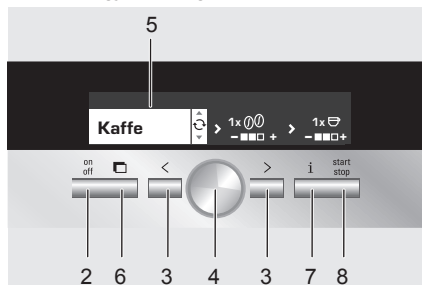 5
Kaffe
1x
1x
- + > - +
on
off
<
>
i
start
stop
2 6 3 4 3 7 8